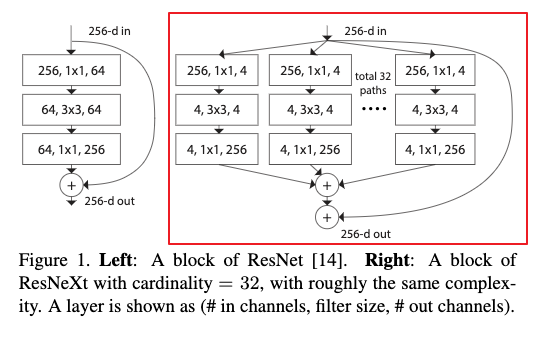 256-d in
256, 1x1, 64
64, 3x3, 64
64, 1x1, 256
+
256-d out
256-d in
256, 1x1, 4
256, 1x1, 4
total 32
paths
256, 1x1, 4
4, 3x3, 4
4, 3x3, 4
....
4, 3x3, 4
4, 1x1, 256
4, 1x1, 256
4, 1x1, 256
+
+
256-d out
Figure 1. Left: A block of ResNet [14]. Right: A block of
ResNeXt with cardinality = 32, with roughly the same complex-
ity. A layer is shown as (# in channels, filter size, # out channels).